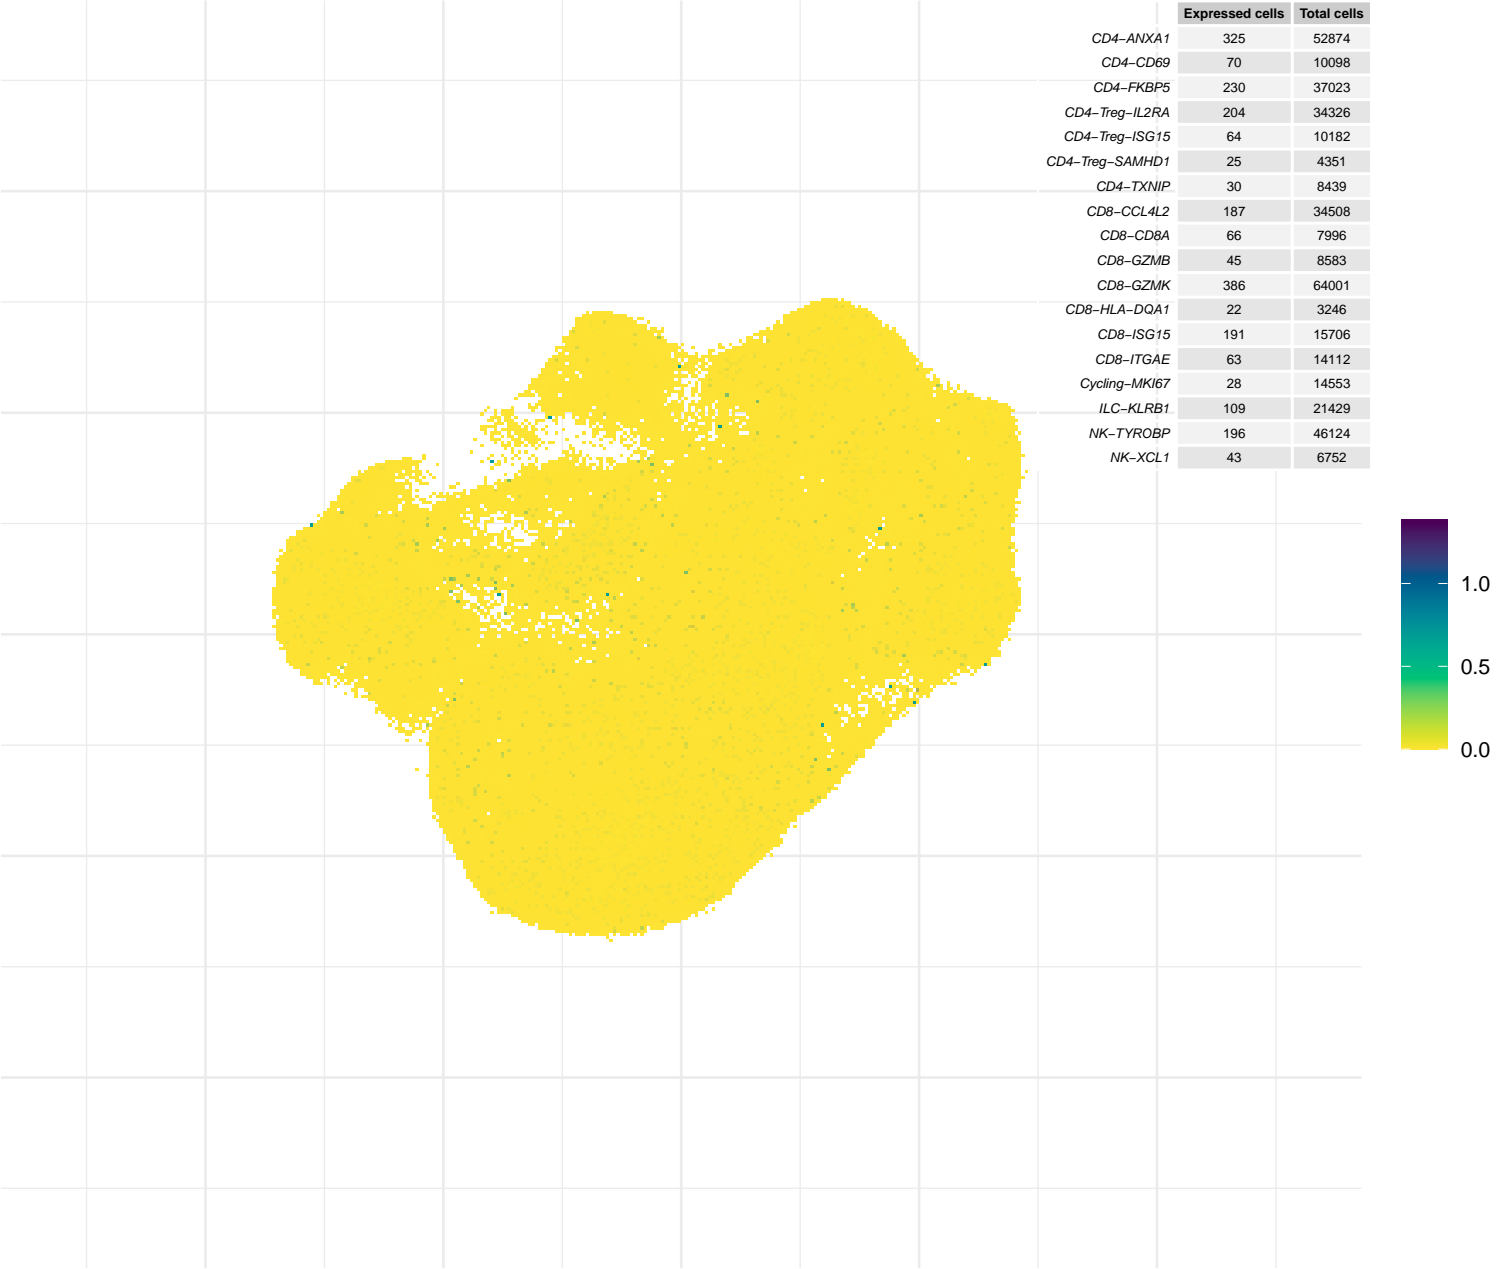 Expressed cells Total cells
CD4−ANXA1 325 52874
CD4−CD69 70 10098
CD4−FKBP5 230 37023
CD4−Treg−IL2RA 204 34326
CD4−Treg−ISG15 64 10182
CD4−Treg−SAMHD1 25 4351
CD4−TXNIP 30 8439
CD8−CCL4L2 187 34508
CD8−CD8A 66 7996
CD8−GZMB 45 8583
CD8−GZMK 386 64001
CD8−HLA−DQA1 22 3246
CD8−ISG15 191 15706
CD8−ITGAE 63 14112
Cycling−MKI67 28 14553
ILC−KLRB1 109 21429
NK−TYROBP 196 46124
NK−XCL1 43 6752
1.0
0.5
0.0